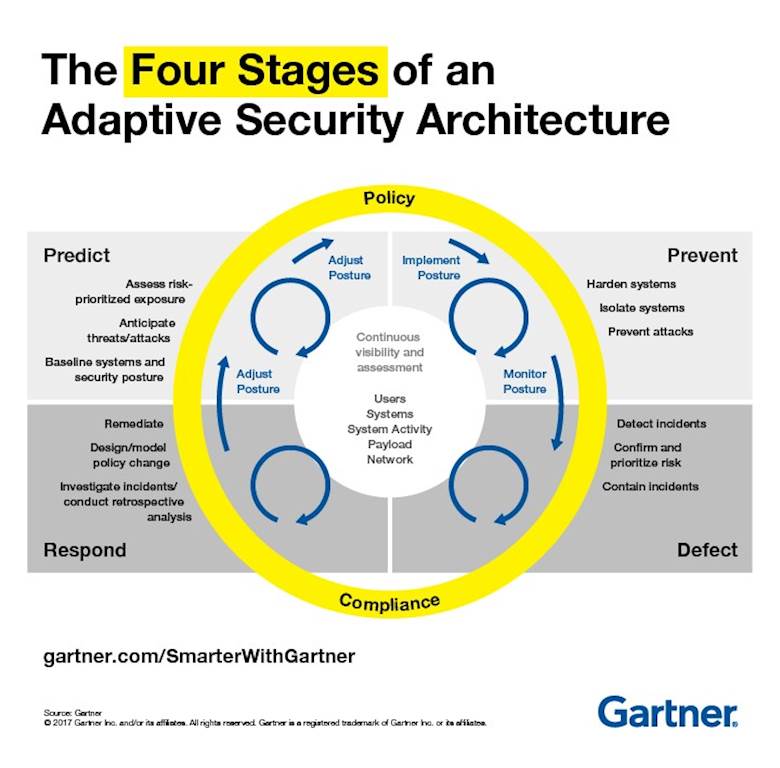 The Four Stages of an
Adaptive Security Architecture
Policy
Predict
Assess risk-
prioritized exposure
Anticipate
threats/attacks
Baseline systems and
security posture
Adjust
Posture
Implement
Posture
Prevent
Harden systems
Isolate systems
Prevent attacks
Continuous
visibility and
assessment
Users
Systems
System Activity
Payload
Network
Adjust
Posture
Monitor
Posture
Remediate
Design/model
policy change
Investigate incidents/
conduct retrospective
analysis
Respond
Detect incidents
Confirm and
prioritize risk
Contain incidents
Defect
Compliance
gartner.com/SmarterWithGartner
Source: Gartner
© 2017 Gartner Inc. and/or its affiliates. All rights reserved. Gartner is a registered trademark of Gartner Inc. or its affiliates.
Gartner®